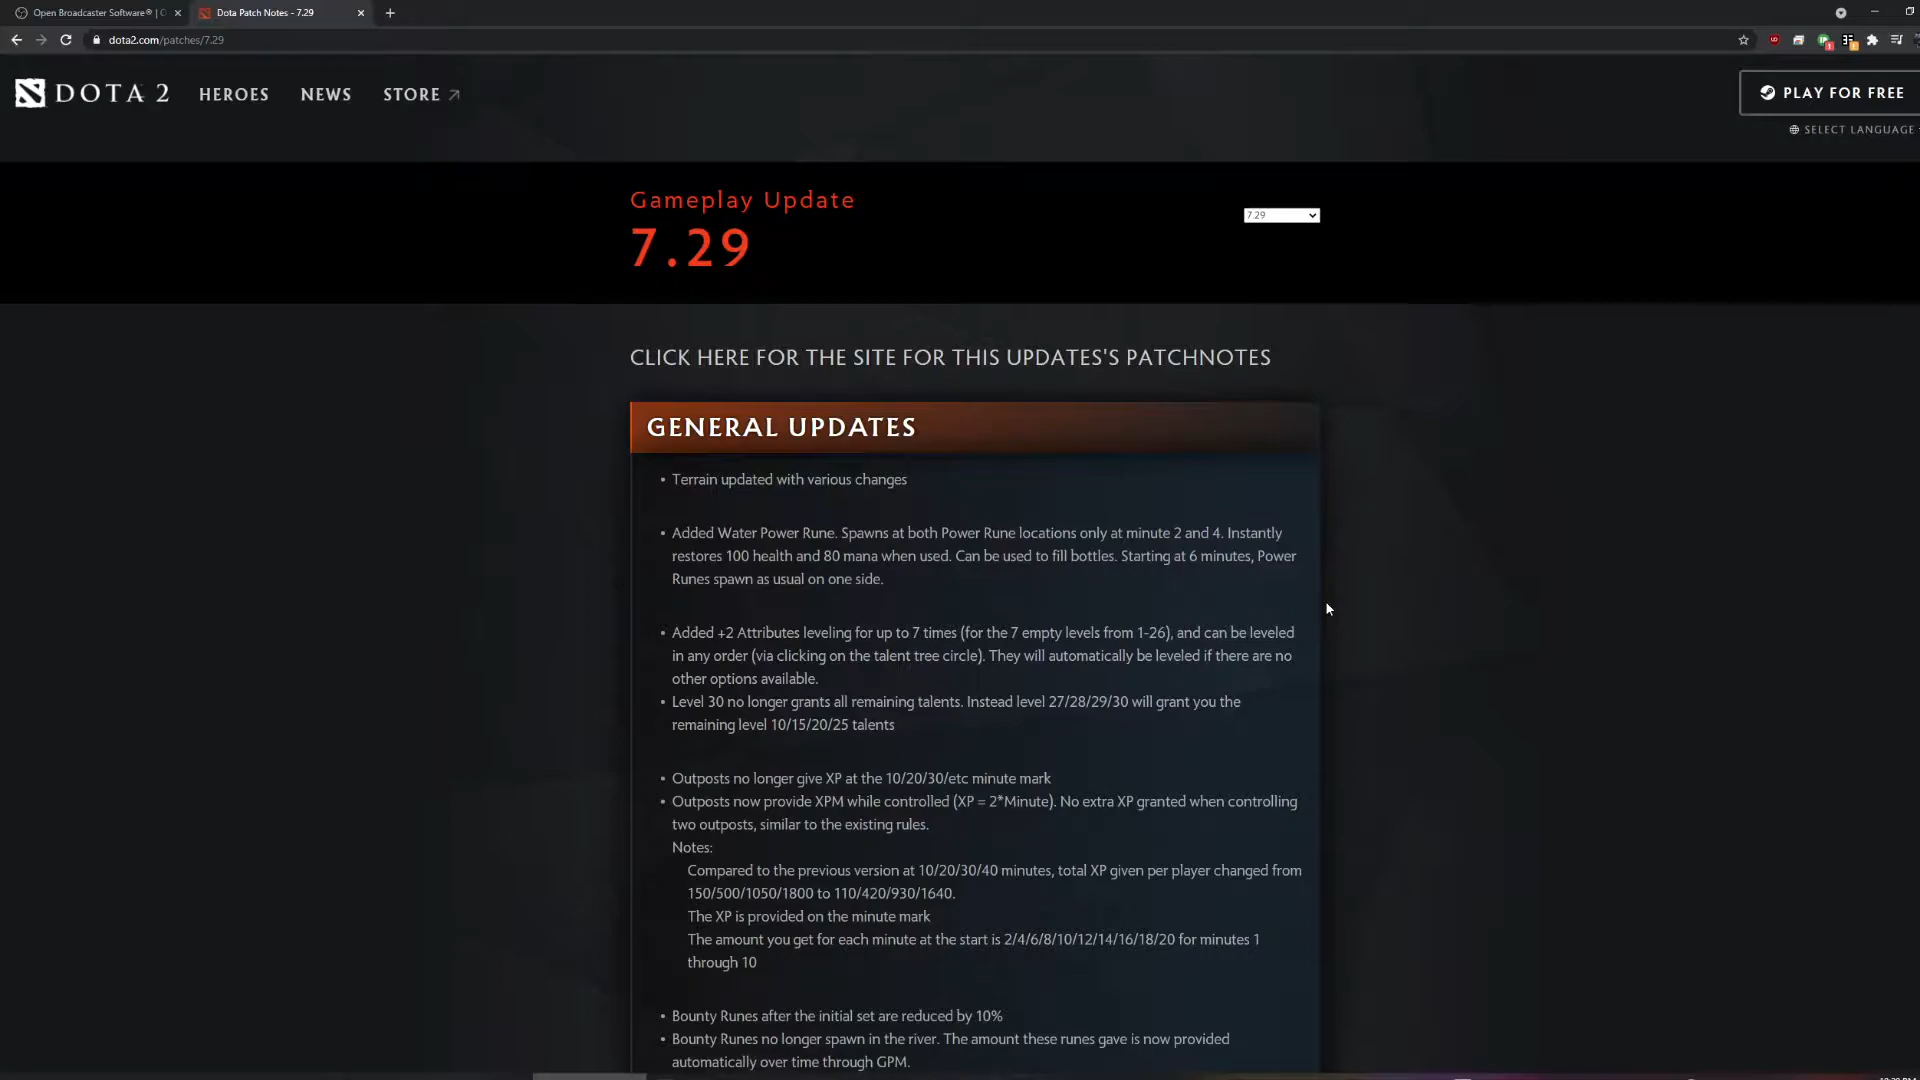 Open Broadcaster Software® |
Dota Patch Notes - 7.29
dota2.com/patches/7.29
DOTA 2
HEROES
NEWS
STORE
PLAY FOR FREE
SELECT LANGUAGE
Gameplay Update
7.29
7.29
CLICK HERE FOR THE SITE FOR THIS UPDATES'S PATCHNOTES
GENERAL UPDATES
• Terrain updated with various changes
• Added Water Power Rune. Spawns at both Power Rune locations only at minute 2 and 4. Instantly
restores 100 health and 80 mana when used. Can be used to fill bottles. Starting at 6 minutes, Power
Runes spawn as usual on one side.
• Added +2 Attributes leveling for up to 7 times (for the 7 empty levels from 1-26), and can be leveled
in any order (via clicking on the talent tree circle). They will automatically be leveled if there are no
other options available.
• Level 30 no longer grants all remaining talents. Instead level 27/28/29/30 will grant you the
remaining level 10/15/20/25 talents
• Outposts no longer give XP at the 10/20/30/etc minute mark
• Outposts now provide XPM while controlled (XP = 2*Minute). No extra XP granted when controlling
two outposts, similar to the existing rules.
Notes:
Compared to the previous version at 10/20/30/40 minutes, total XP given per player changed from
150/500/1050/1800 to 110/420/930/1640.
The XP is provided on the minute mark
The amount you get for each minute at the start is 2/4/6/8/10/12/14/16/18/20 for minutes 1
through 10
• Bounty Runes after the initial set are reduced by 10%
• Bounty Runes no longer spawn in the river. The amount these runes gave is now provided
automatically over time through GPM.